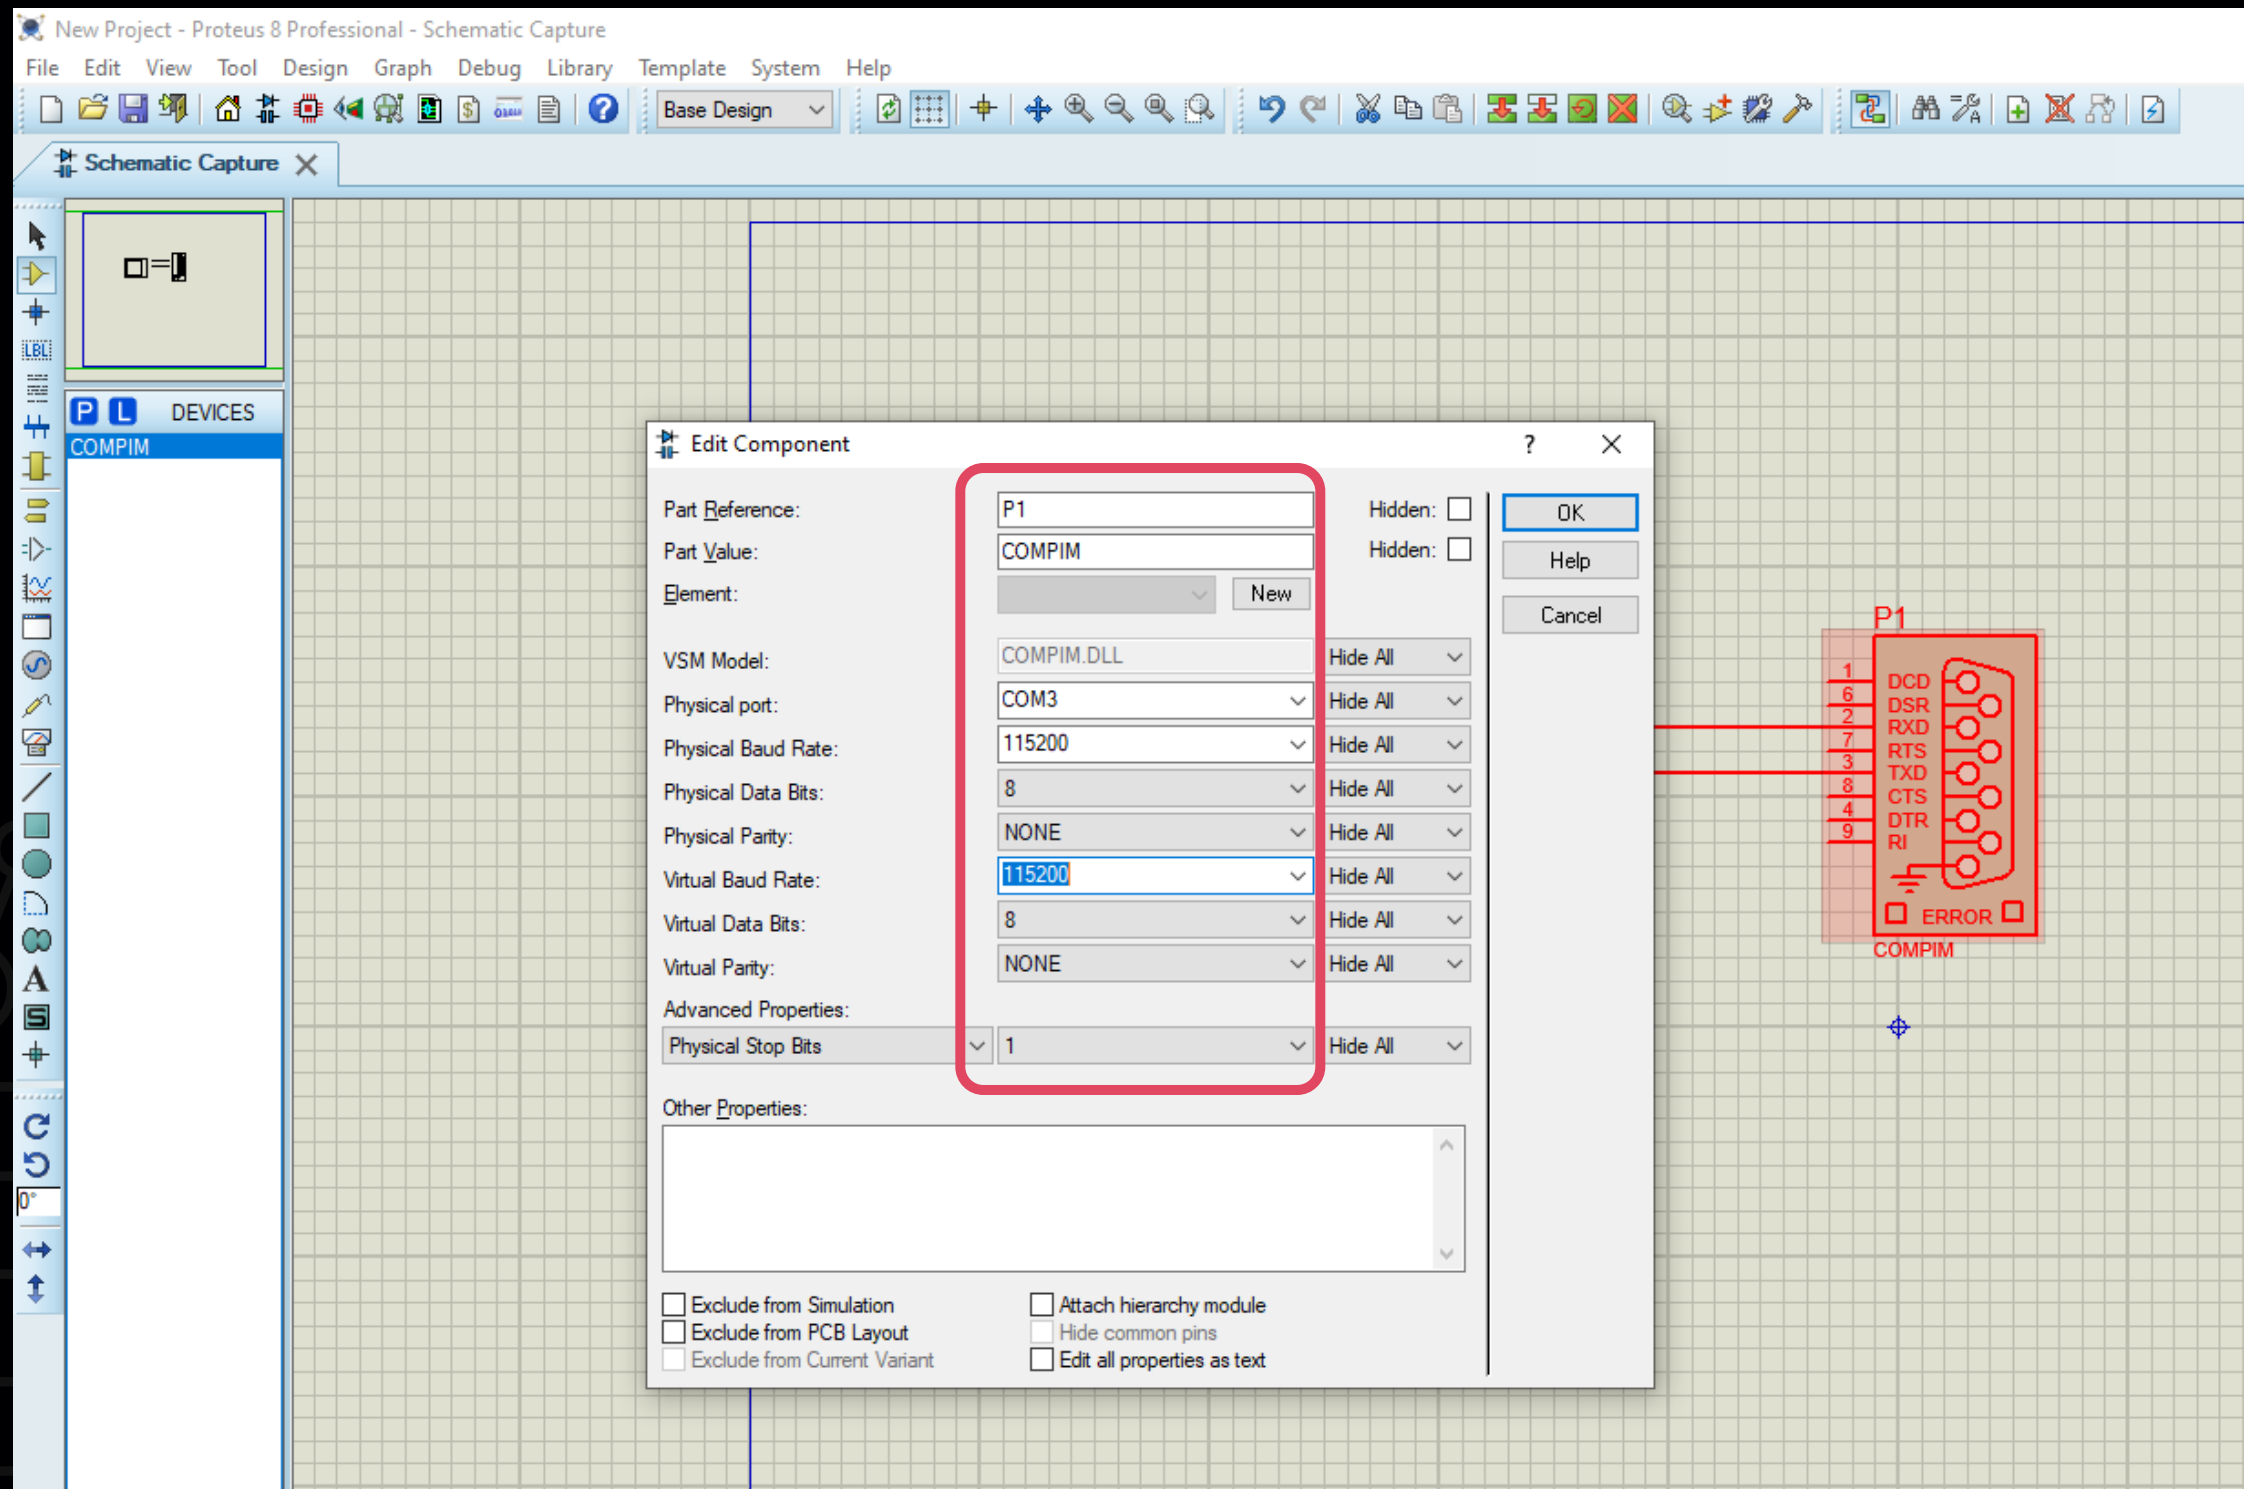 New Project - Proteus 8 Professional - Schematic Capture
File Edit View Tool Design Graph Debug Library Template System Help
Base Design
Schematic Capture
LBL
P L DEVICES
COMPIM
A
S
0°
Edit Component ?
Part Reference: P1 Hidden:
Part Value: COMPIM Hidden:
Element: New
VSM Model: COMPIM.DLL Hide All
Physical port: COM3 Hide All
Physical Baud Rate: 115200 Hide All
Physical Data Bits: 8 Hide All
Physical Parity: NONE Hide All
Virtual Baud Rate: 115200 Hide All
Virtual Data Bits: 8 Hide All
Virtual Parity: NONE Hide All
Advanced Properties:
Physical Stop Bits 1 Hide All
Other Properties:
Exclude from Simulation Attach hierarchy module
Exclude from PCB Layout Hide common pins
Exclude from Current Variant Edit all properties as text
OK
Help
Cancel
P1
1 DCD
6 DSR
2 RXD
7 RTS
3 TXD
8 CTS
4 DTR
9 RI
ERROR
COMPIM